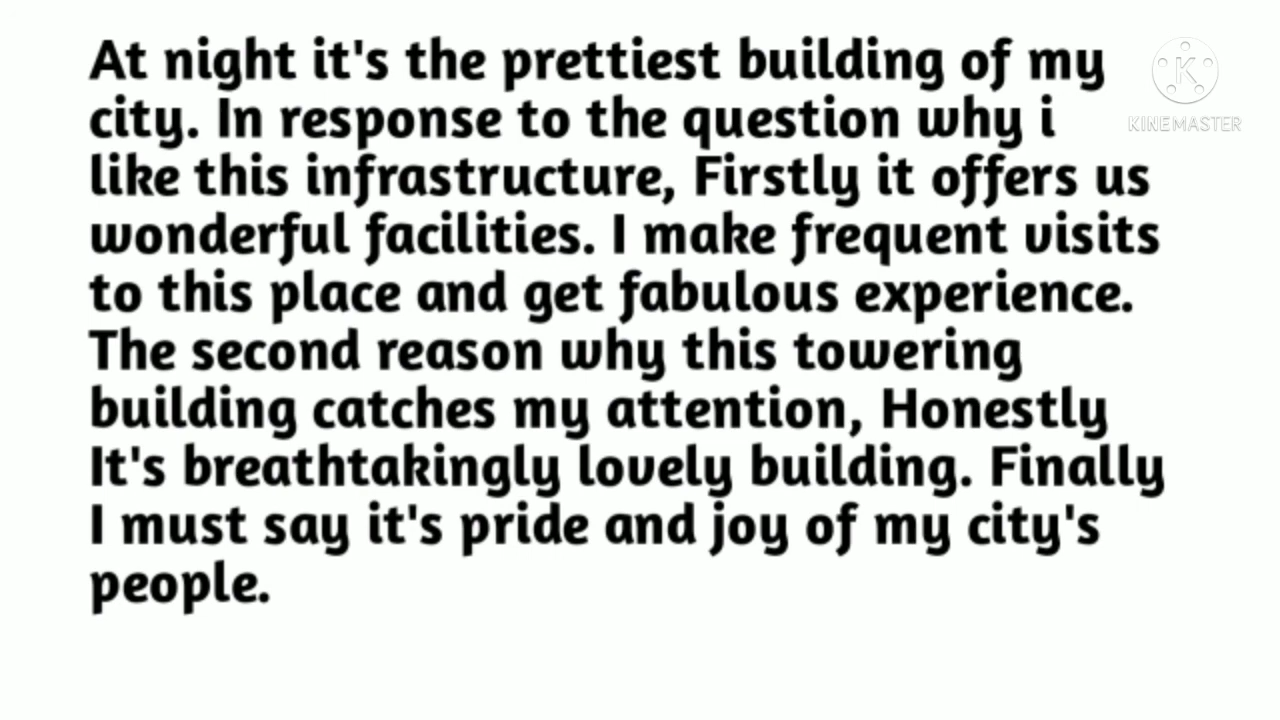 At night it's the prettiest building of my
city. In response to the question why i
like this infrastructure, Firstly it offers us
wonderful facilities. I make frequent visits
to this place and get fabulous experience.
The second reason why this towering
building catches my attention, Honestly
It's breathtakingly lovely building. Finally
I must say it's pride and joy of my city's
people.
K
KINEMASTER